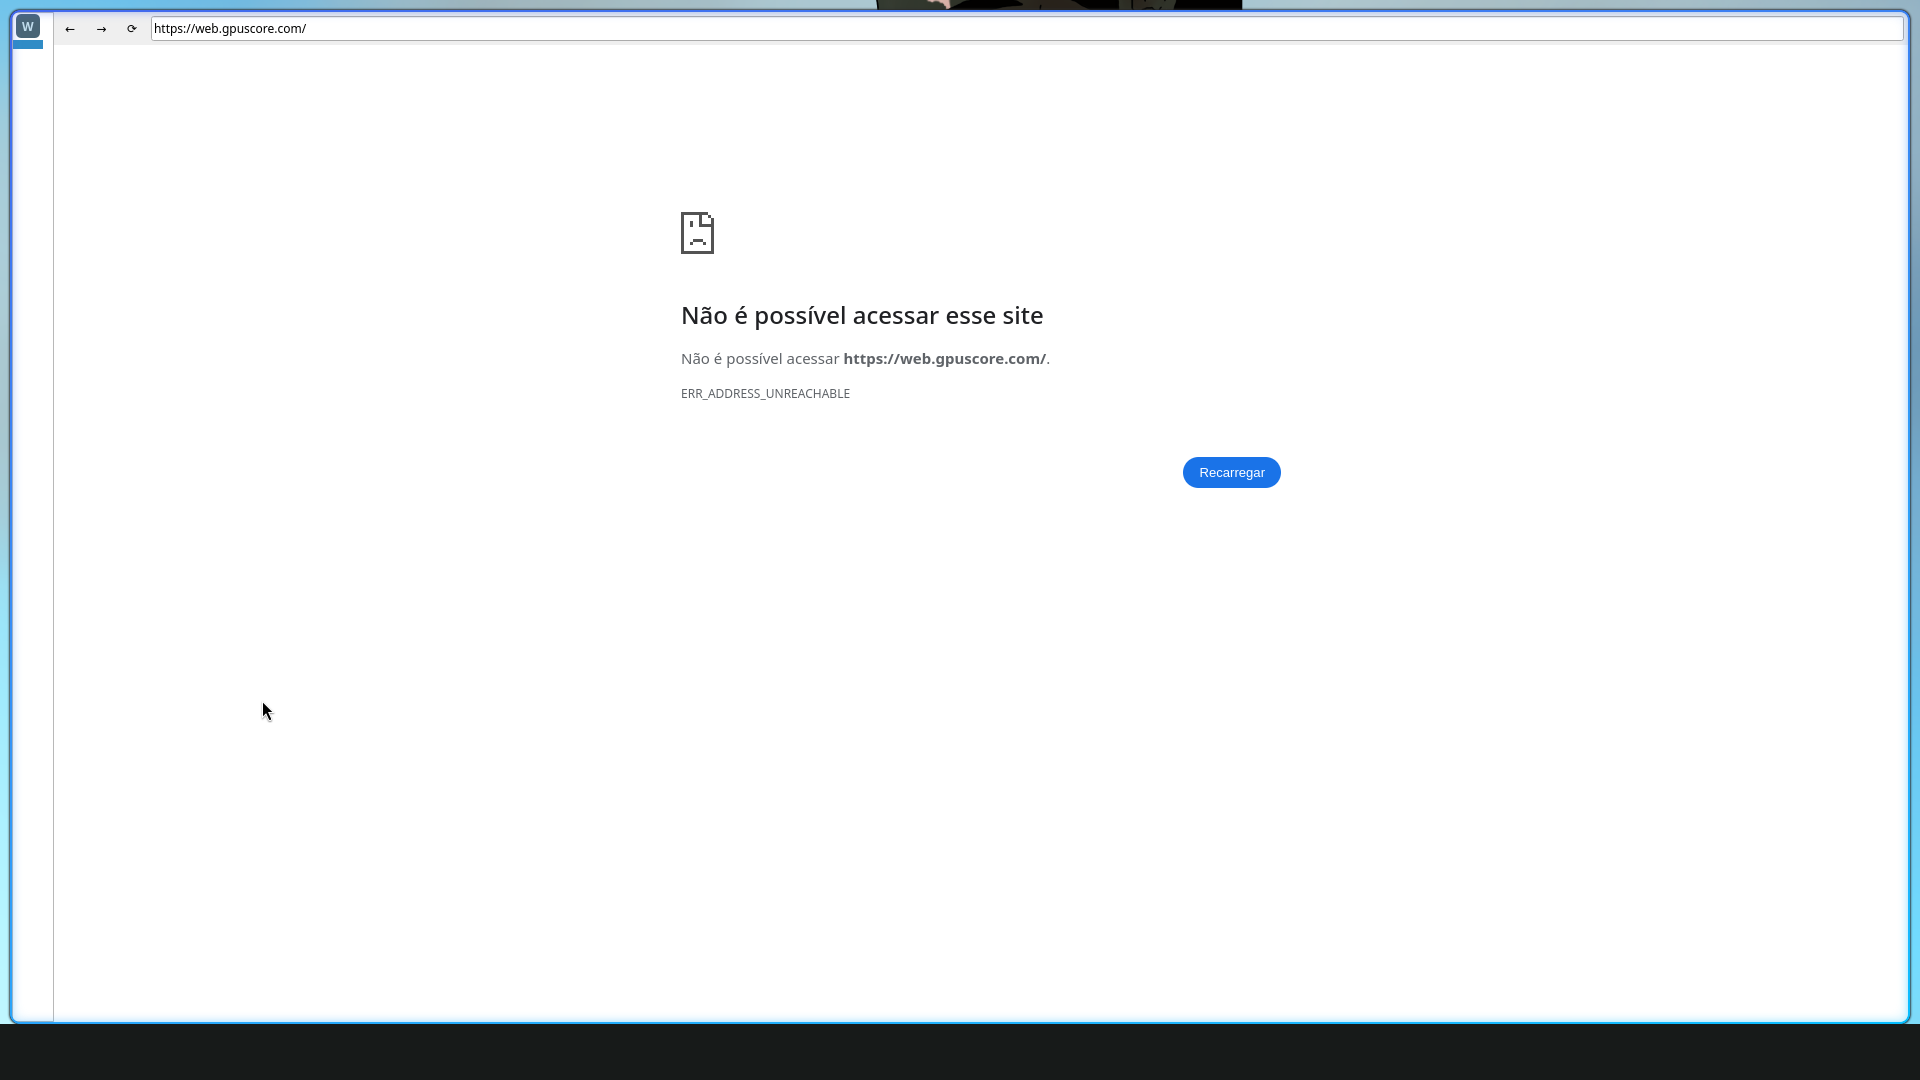 W
← → ⟳ https://web.gpuscore.com/
Não é possível acessar esse site
Não é possível acessar https://web.gpuscore.com/.
ERR_ADDRESS_UNREACHABLE
Recarregar